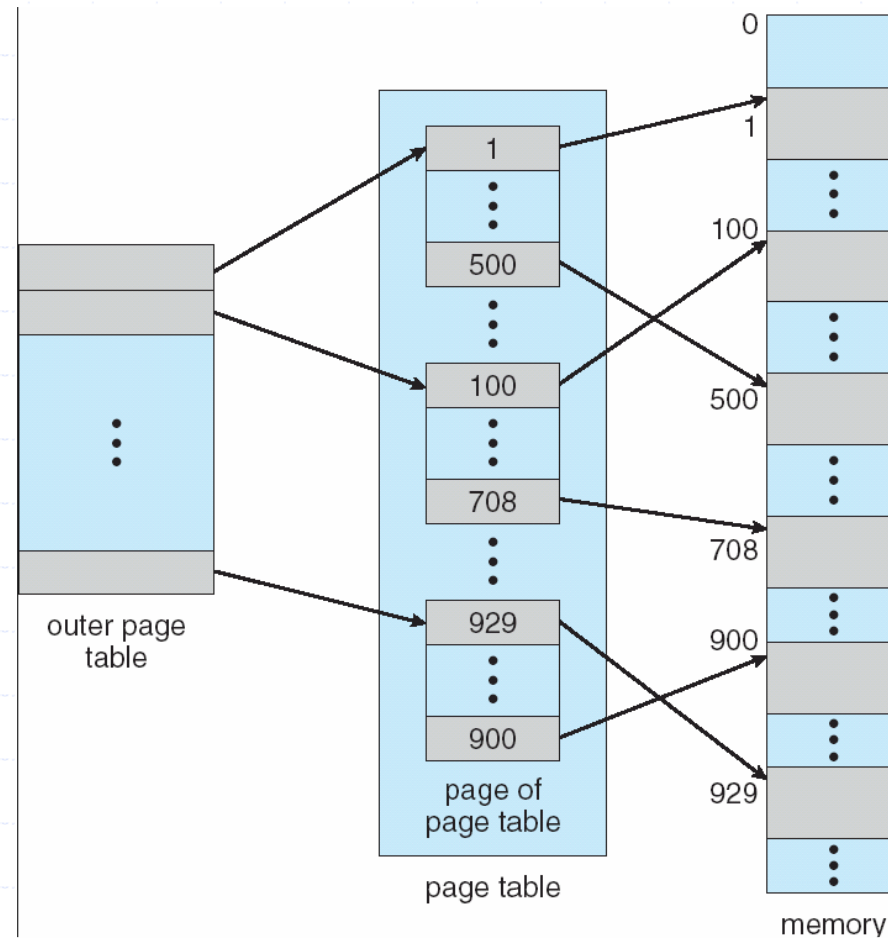 0
1
100
500
708
900
929
1
500
100
708
929
900
outer page
table
page of
page table
page table
memory